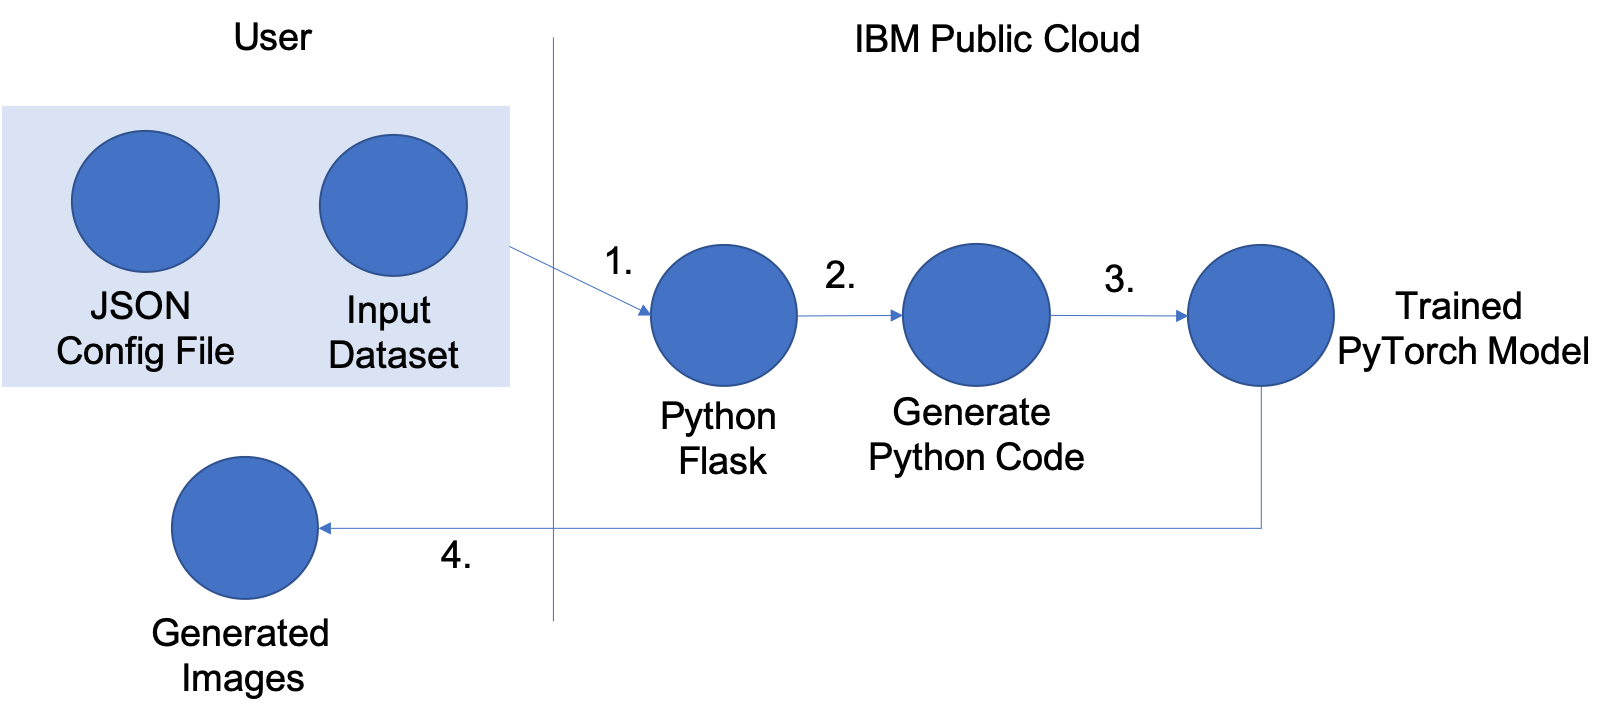 User
IBM Public Cloud
JSON
Config File
Input
Dataset
1.
2.
3.
Python
Flask
Generate
Python Code
Trained
PyTorch Model
4.
Generated
Images